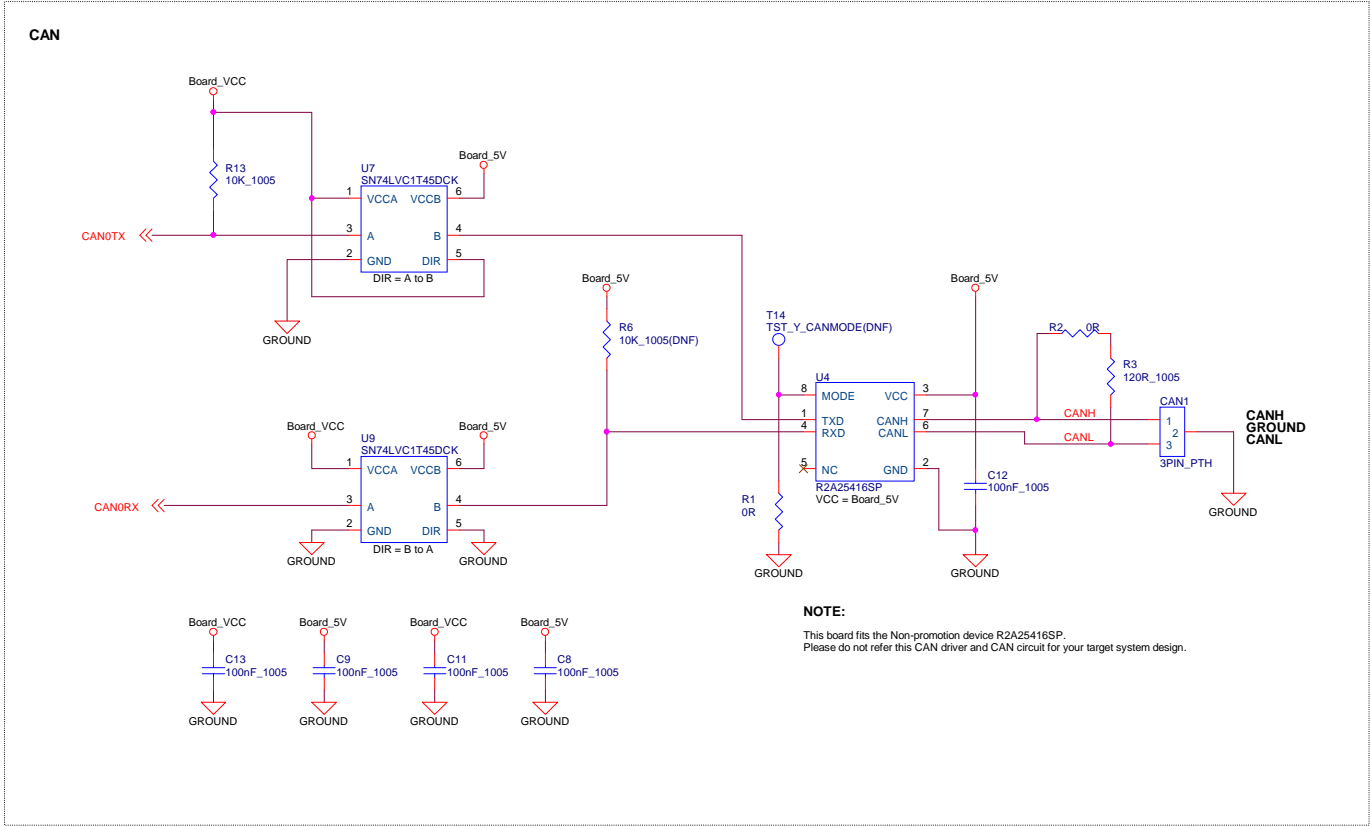 CAN
Board_VCC
R13
10K_1005
CAN0TX
U7
SN74LVC1T45DCK
1 VCCA VCCB 6
3 A B 4
2 GND DIR 5
DIR = A to B
Board_5V
GROUND
Board_5V
R6
10K_1005(DNF)
Board_VCC
Board_5V
U9
SN74LVC1T45DCK
1 VCCA VCCB 6
3 A B 4
2 GND DIR 5
DIR = B to A
CAN0RX
GROUND
GROUND
T14
TST_Y_CANMODE(DNF)
U4
8 MODE VCC 3
1 TXD CANH 7
4 RXD CANL 6
5 NC GND 2
R2A25416SP
VCC = Board_5V
R1
0R
GROUND
Board_5V
C12
100nF_1005
GROUND
R2 0R
R3
120R_1005
CANH
CANL
CAN1
1
2
3
3PIN_PTH
CANH
GROUND
CANL
GROUND
Board_VCC
C13
100nF_1005
GROUND
Board_5V
C9
100nF_1005
GROUND
Board_VCC
C11
100nF_1005
GROUND
Board_5V
C8
100nF_1005
GROUND
NOTE:
This board fits the Non-promotion device R2A25416SP.
Please do not refer this CAN driver and CAN circuit for your target system design.